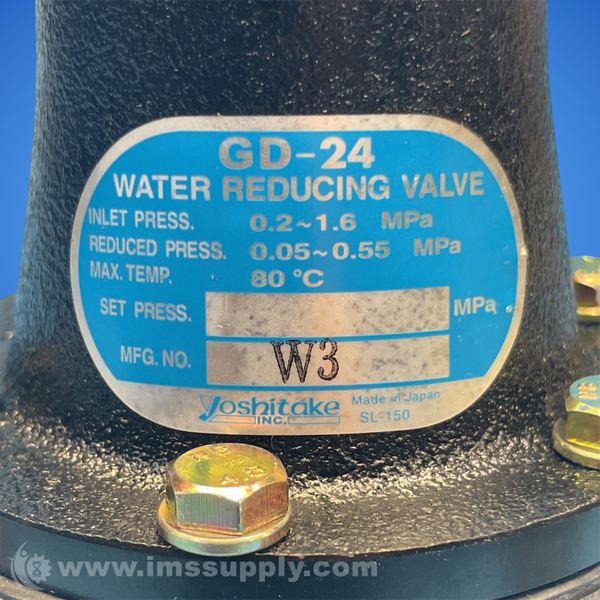 GD-24
WATER REDUCING VALVE
INLET PRESS. 0.2~1.6 MPa
REDUCED PRESS. 0.05~0.55 MPa
MAX. TEMP. 80 °C
SET PRESS. MPa
MFG. NO. W3
Yoshitake INC.
Made in Japan
SL-150
www.imssupply.com